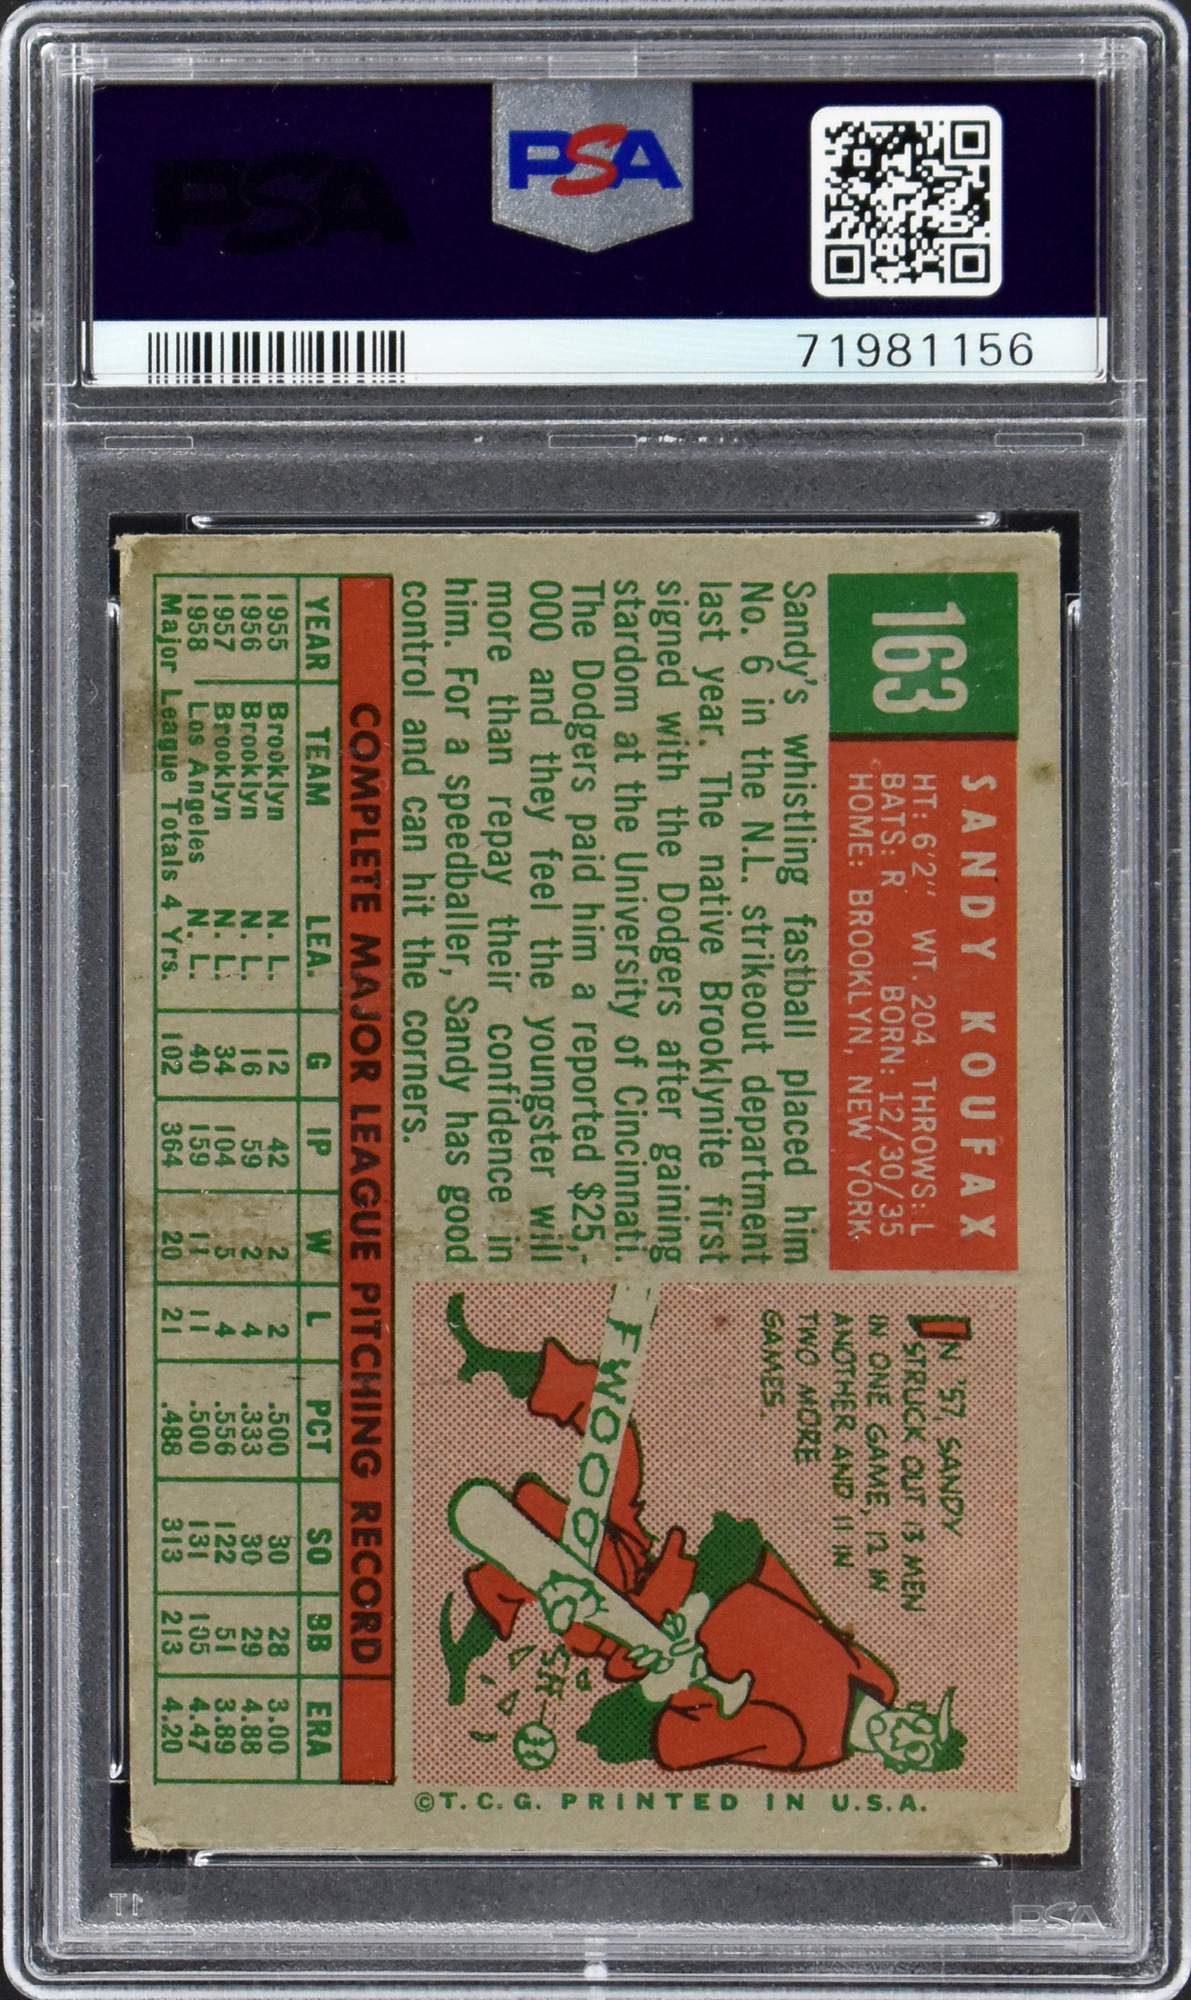 PSA
PSA
71981156
163
SANDY KOUFAX
HT: 6'2" WT. 204 THROWS: L
BATS: R BORN: 12/30/35
HOME: BROOKLYN, NEW YORK
Sandy's whistling fastball placed him
No. 6 in the N.L. strikeout department
last year. The native Brooklynite first
signed with the Dodgers after gaining
stardom at the University of Cincinnati.
The Dodgers paid him a reported $25,-
000 and they feel the youngster will
more than repay their confidence in
him. For a speedballer, Sandy has good
control and can hit the corners.
IN '57, SANDY
STRUCK OUT 13 MEN
IN ONE GAME, 12 IN
ANOTHER AND 11 IN
TWO MORE
GAMES.
FWOOOO
COMPLETE MAJOR LEAGUE PITCHING RECORD
YEAR TEAM LEA. G IP W L PCT SO BB ERA
1955 Brooklyn N. L. 12 42 2 2 .500 30 28 3.00
1956 Brooklyn N. L. 16 59 2 4 .333 30 29 4.88
1957 Brooklyn N. L. 34 104 5 4 .556 122 51 3.89
1958 Los Angeles N. L. 40 159 11 11 .500 131 105 4.47
Major League Totals 4 Yrs. 102 364 20 21 .488 313 213 4.20
©T. C. G. PRINTED IN U.S.A.
PSA